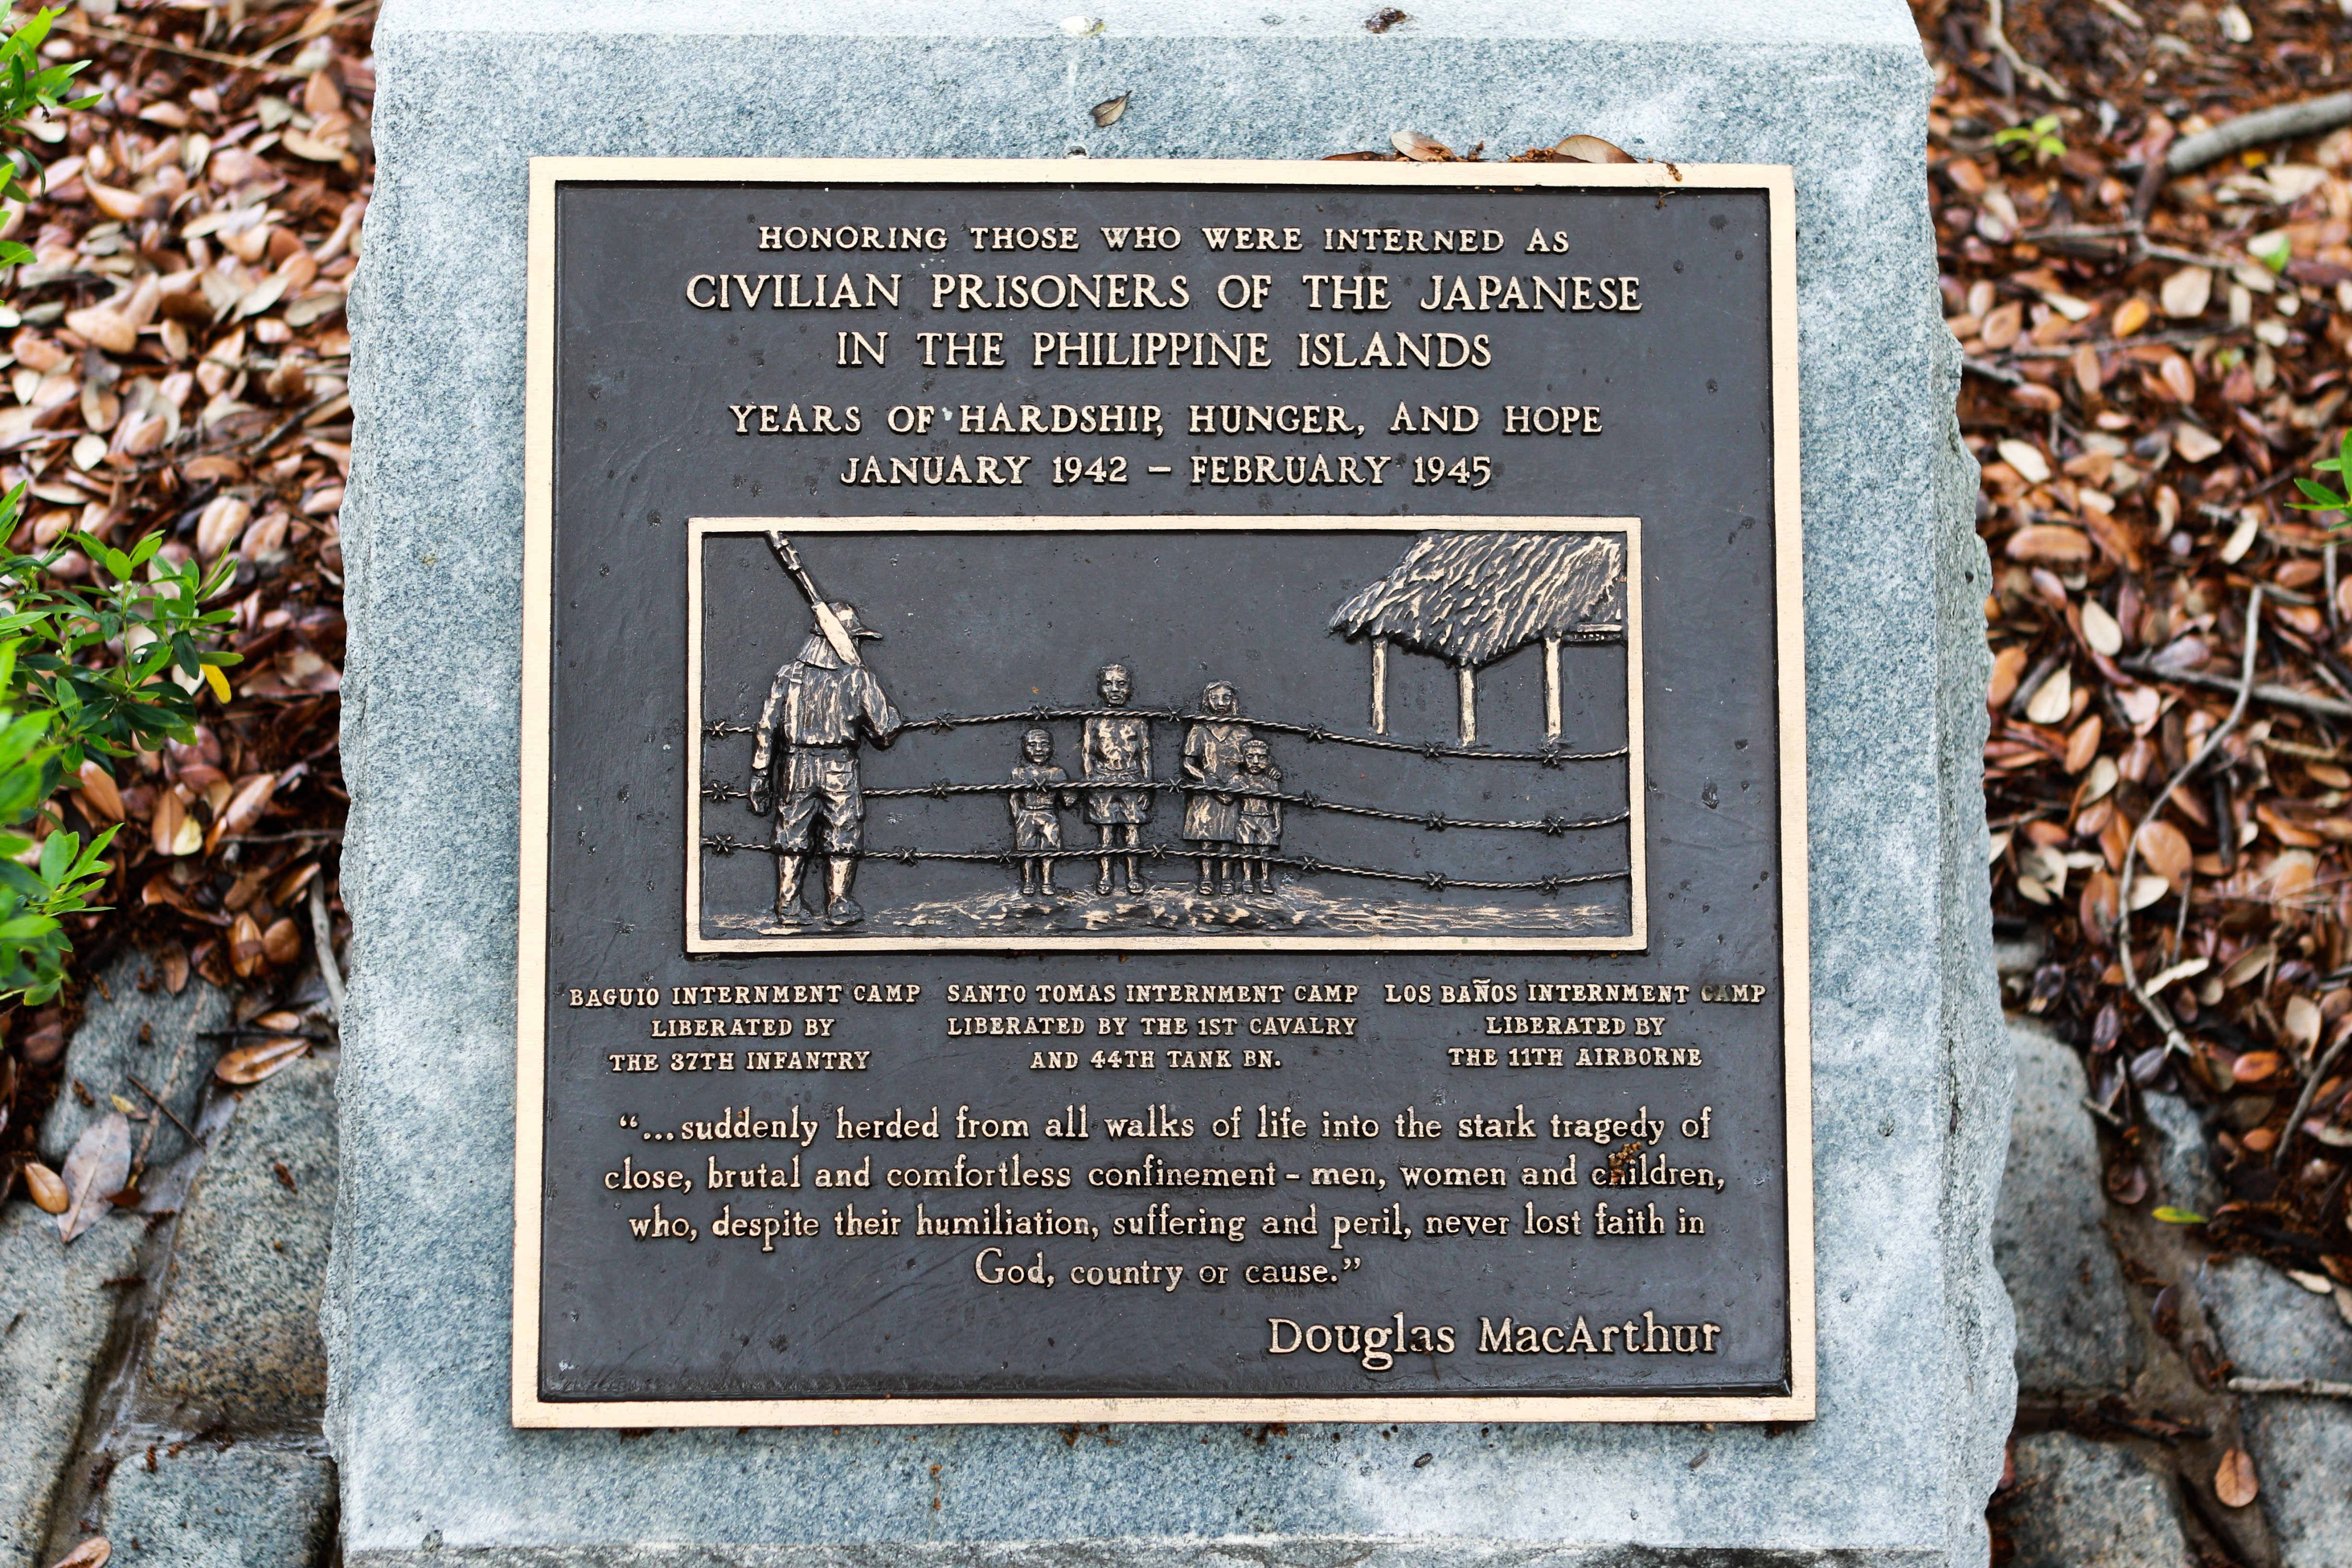 HONORING THOSE WHO WERE INTERNED AS
CIVILIAN PRISONERS OF THE JAPANESE
IN THE PHILIPPINE ISLANDS
YEARS OF HARDSHIP, HUNGER, AND HOPE
JANUARY 1942 – FEBRUARY 1945
BAGUIO INTERNMENT CAMP
LIBERATED BY
THE 37TH INFANTRY
SANTO TOMAS INTERNMENT CAMP
LIBERATED BY THE 1ST CAVALRY
AND 44TH TANK BN.
LOS BAÑOS INTERNMENT CAMP
LIBERATED BY
THE 11TH AIRBORNE
“...suddenly herded from all walks of life into the stark tragedy of
close, brutal and comfortless confinement – men, women and children,
who, despite their humiliation, suffering and peril, never lost faith in
God, country or cause.”
Douglas MacArthur